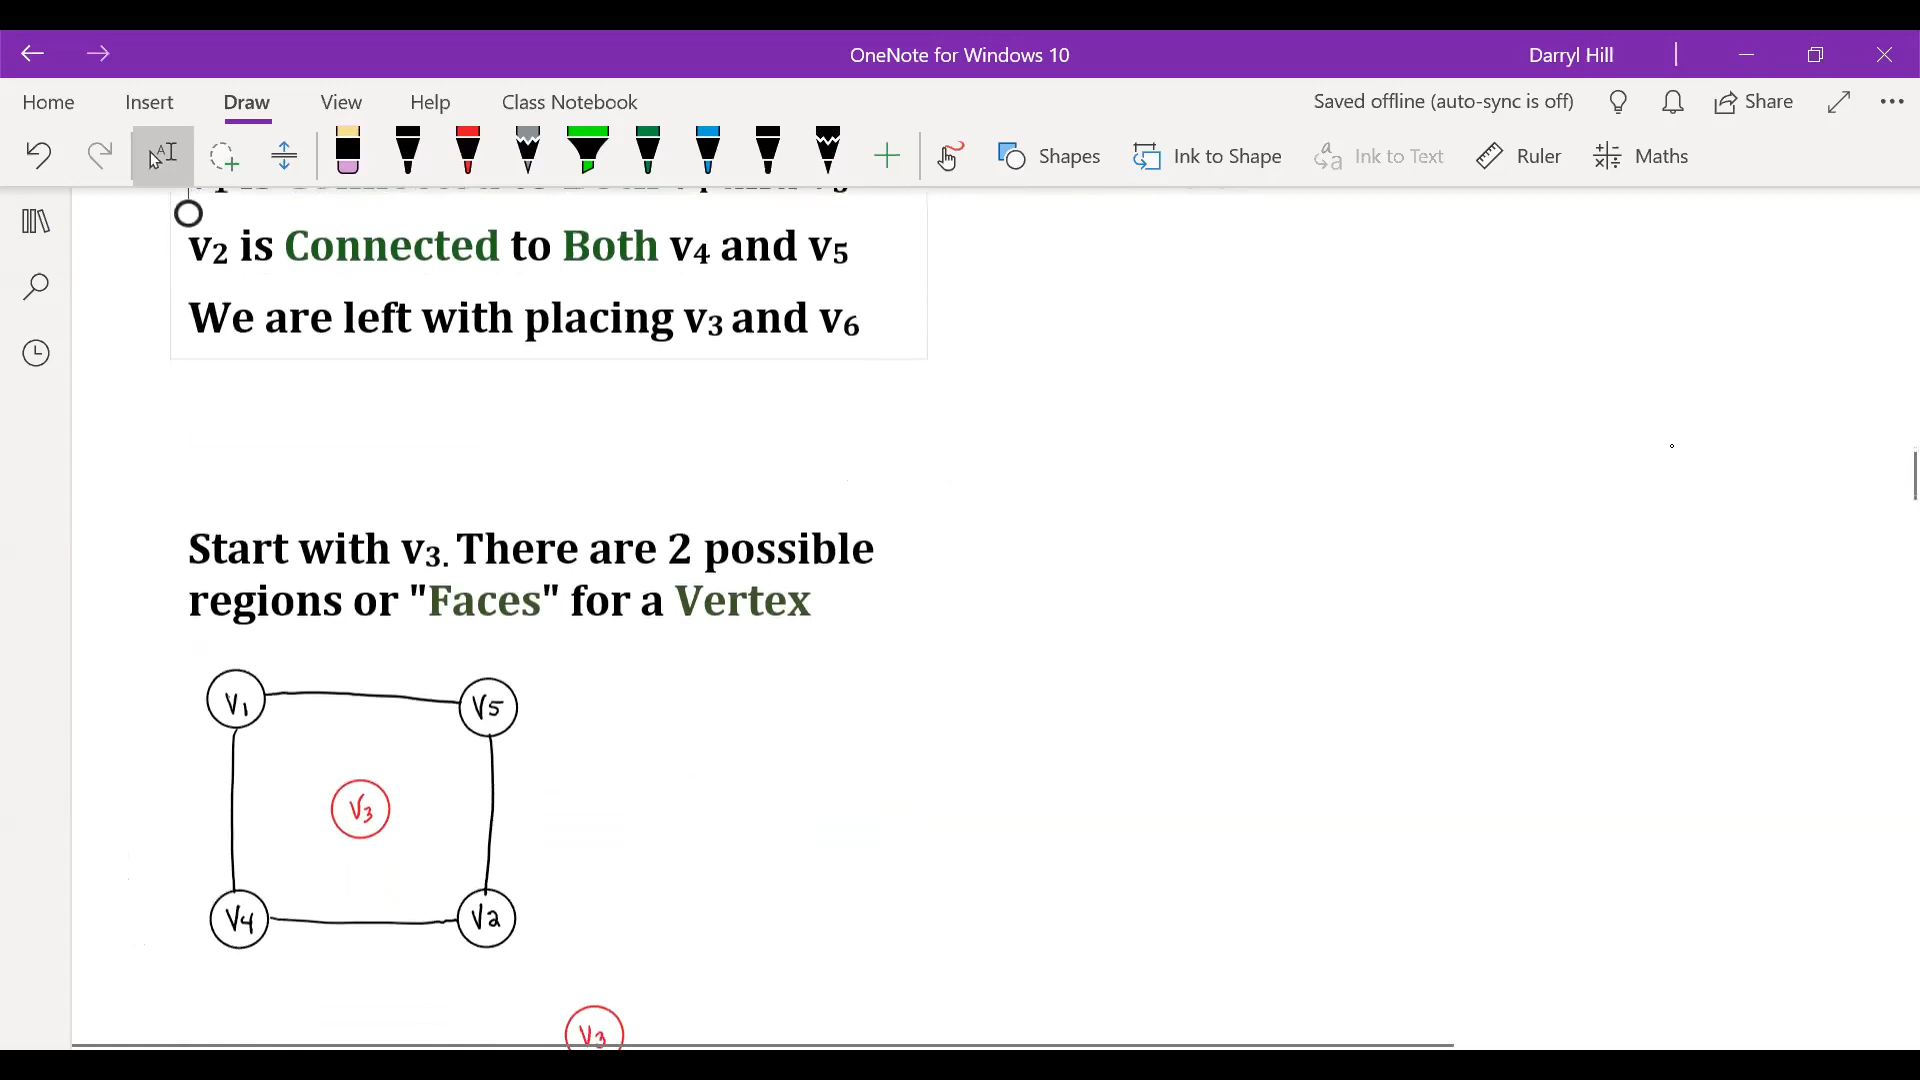 OneNote for Windows 10
Darryl Hill
Home Insert Draw View Help Class Notebook
Saved offline (auto-sync is off) Share
Shapes Ink to Shape Ink to Text Ruler Maths
v2 is Connected to Both v4 and v5
We are left with placing v3 and v6
Start with v3. There are 2 possible
regions or "Faces" for a Vertex
V1 V5
V3
V4 V2
V3